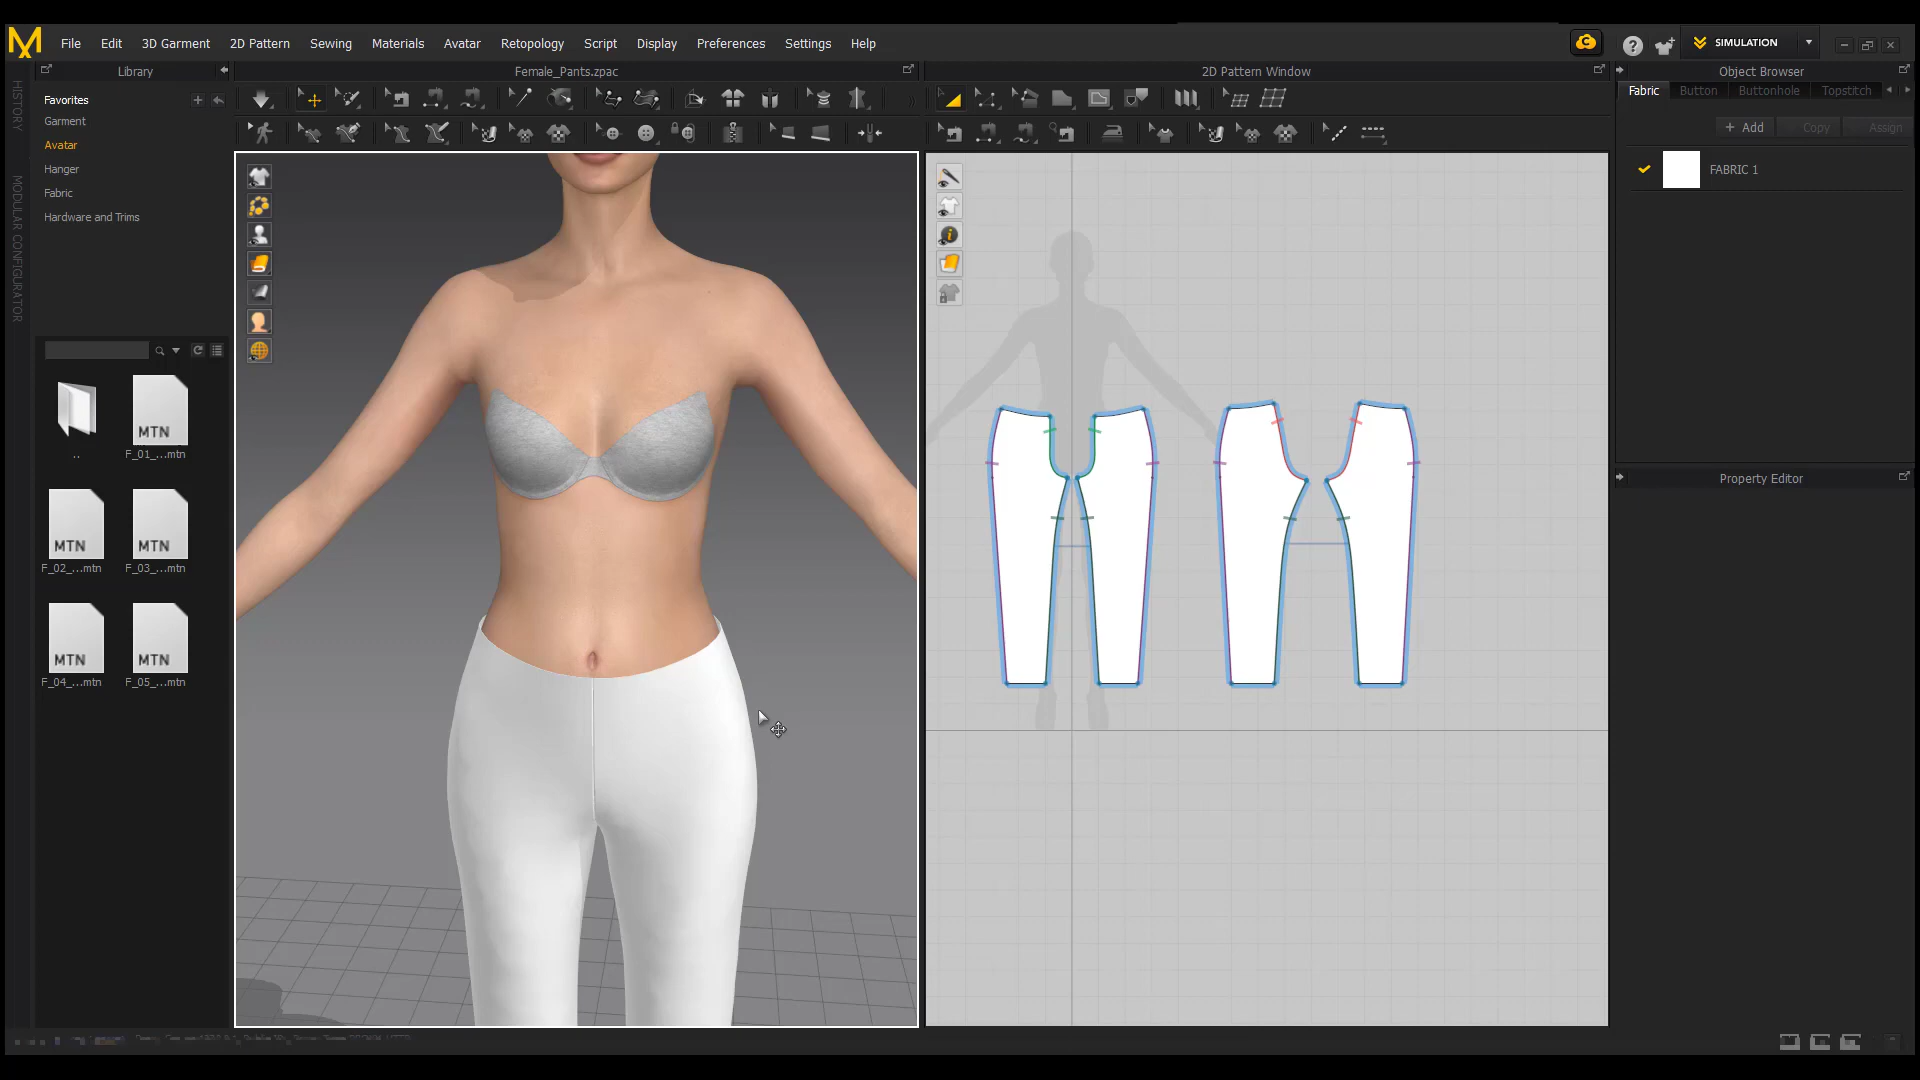 File Edit 3D Garment 2D Pattern Sewing Materials Avatar Retopology Script Display Preferences Settings Help
SIMULATION
Library
Female_Pants.zpac
2D Pattern Window
Object Browser
HISTORY
MODULAR CONFIGURATOR
Favorites
Garment
Avatar
Hanger
Fabric
Hardware and Trims
MTN
F_01_...mtn
..
MTN
MTN
F_02_...mtn
F_03_...mtn
MTN
MTN
F_04_...mtn
F_05_...mtn
Fabric Button Buttonhole Topstitch
+ Add Copy Assign
FABRIC 1
Property Editor